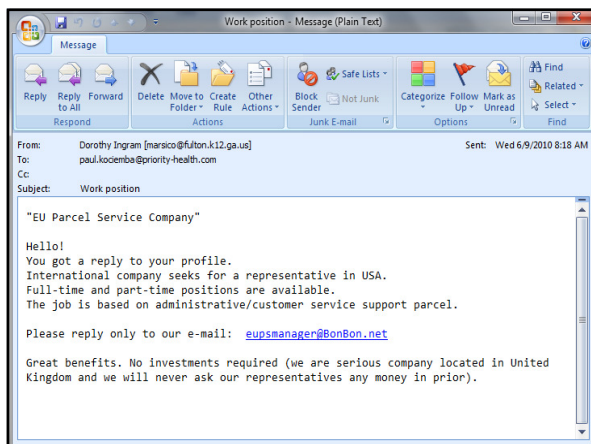 Work position - Message (Plain Text)
Message
Reply
Reply to All
Forward
Respond
Delete
Move to Folder
Create Rule
Other Actions
Actions
Block Sender
Safe Lists
Not Junk
Junk E-mail
Categorize
Follow Up
Mark as Unread
Options
Find
Related
Select
Find
From: Dorothy Ingram [marsico@fulton.k12.ga.us] Sent: Wed 6/9/2010 8:18 AM
To: paul.kociemba@priority-health.com
Cc:
Subject: Work position
"EU Parcel Service Company"
Hello!
You got a reply to your profile.
International company seeks for a representative in USA.
Full-time and part-time positions are available.
The job is based on administrative/customer service support parcel.
Please reply only to our e-mail: eupsmanager@BonBon.net
Great benefits. No investments required (we are serious company located in United
Kingdom and we will never ask our representatives any money in prior).